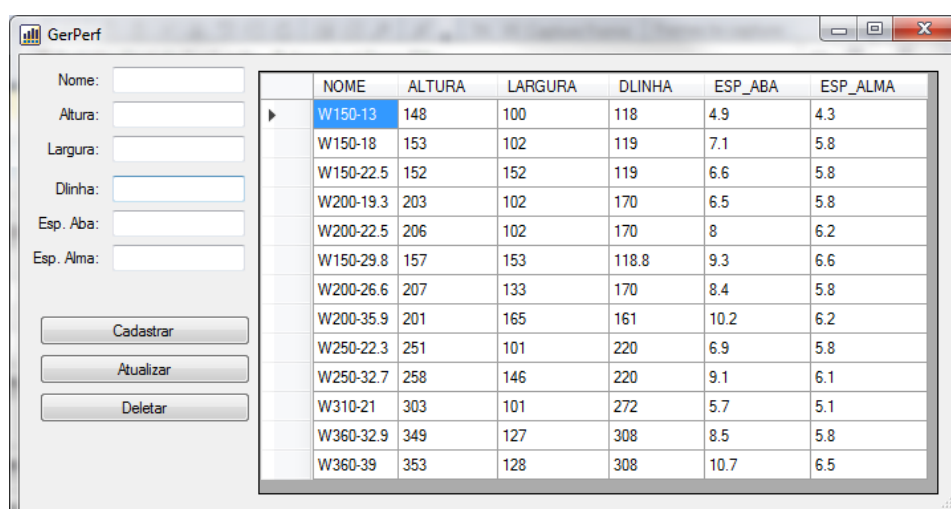 GerPerf
Nome:
Altura:
Largura:
Dlinha:
Esp. Aba:
Esp. Alma:
Cadastrar
Atualizar
Deletar
NOME ALTURA LARGURA DLINHA ESP_ABA ESP_ALMA
W150-13 148 100 118 4.9 4.3
W150-18 153 102 119 7.1 5.8
W150-22.5 152 152 119 6.6 5.8
W200-19.3 203 102 170 6.5 5.8
W200-22.5 206 102 170 8 6.2
W150-29.8 157 153 118.8 9.3 6.6
W200-26.6 207 133 170 8.4 5.8
W200-35.9 201 165 161 10.2 6.2
W250-22.3 251 101 220 6.9 5.8
W250-32.7 258 146 220 9.1 6.1
W310-21 303 101 272 5.7 5.1
W360-32.9 349 127 308 8.5 5.8
W360-39 353 128 308 10.7 6.5